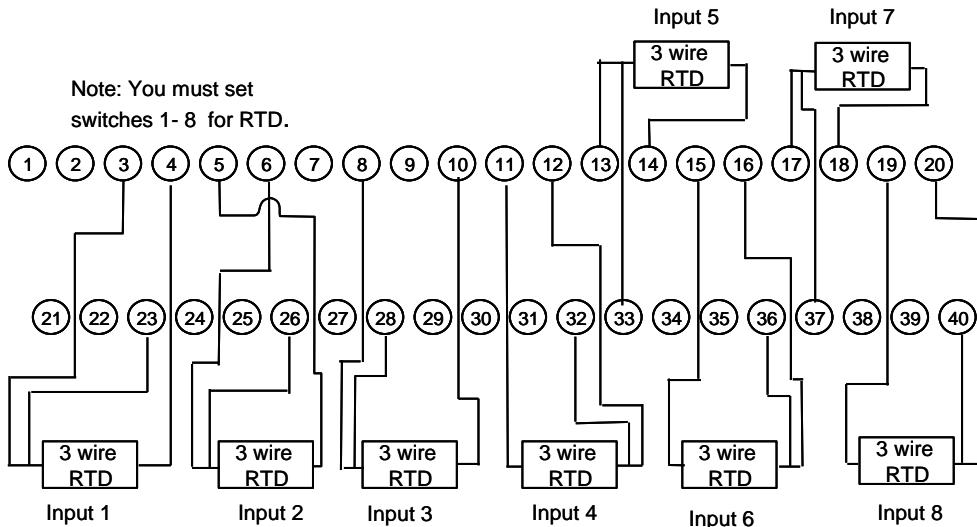 Input 5
Input 7
3 wire
RTD
3 wire
RTD
Note: You must set
switches 1- 8 for RTD.
1 2 3 4 5 6 7 8 9 10 11 12 13 14 15 16 17 18 19 20
21 22 23 24 25 26 27 28 29 30 31 32 33 34 35 36 37 38 39 40
3 wire
RTD
3 wire
RTD
3 wire
RTD
3 wire
RTD
3 wire
RTD
3 wire
RTD
Input 1
Input 2
Input 3
Input 4
Input 6
Input 8